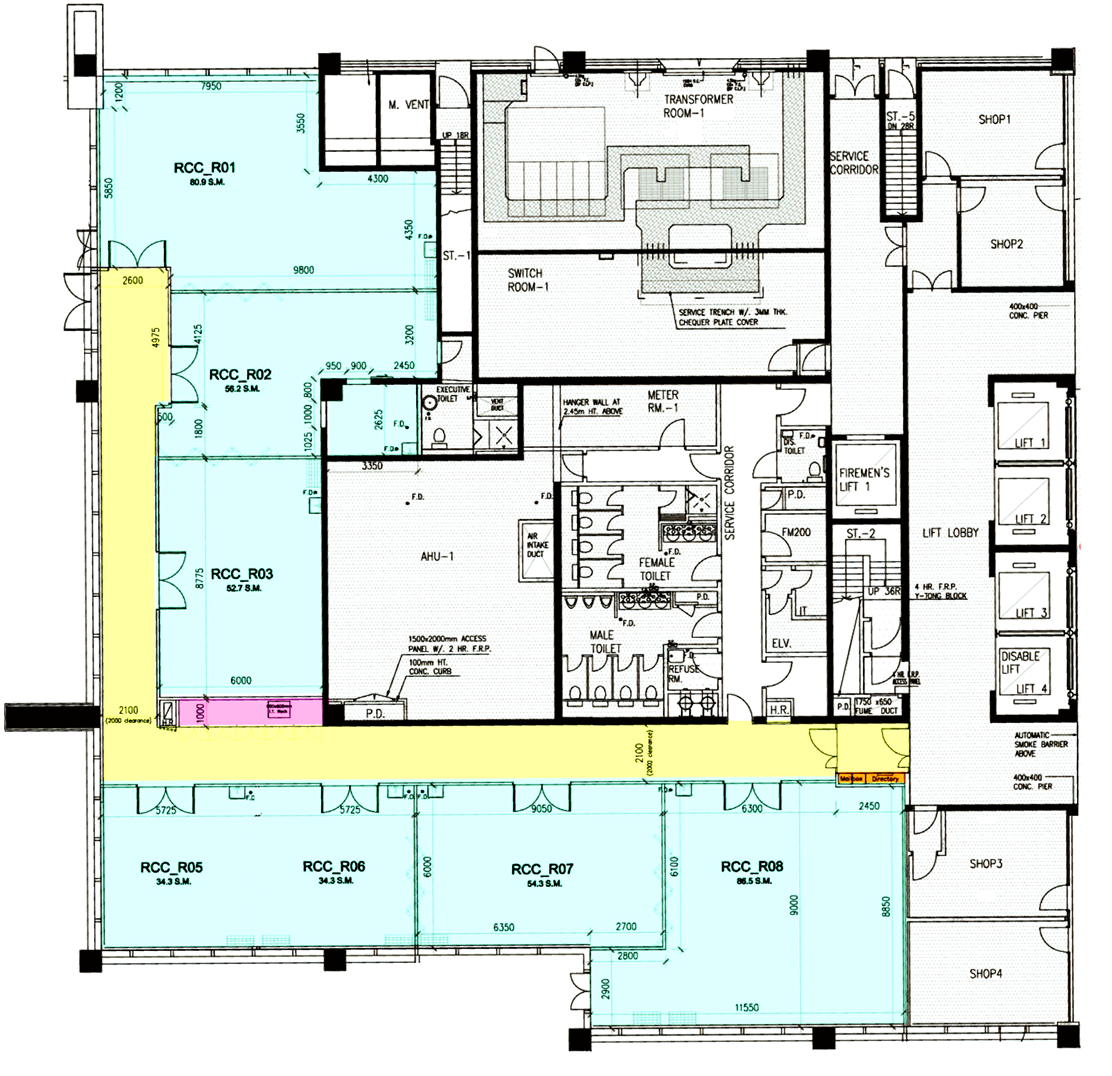 7950
1200
3550
RCC_R01
80.9 S.M.
5850
4300
4350
F.D.
9800
2600
M. VENT
UP 18R
ST.-1
TRANSFORMER
ROOM-1
SWITCH
ROOM-1
SERVICE TRENCH W/. 3MM THK.
CHEQUER PLATE COVER
SERVICE
CORRIDOR
ST.-5
DN 28R
SHOP1
SHOP2
400x400
CONC. PIER
4975
4125
3200
RCC_R02
56.2 S.M.
950
900
2450
800
1000
1025
500
1800
2625
F.D.
F.D.
EXECUTIVE
TOILET
VENT
DUCT
HANGER WALL AT
2.45m HT. ABOVE
METER
RM.-1
SERVICE CORRIDOR
DIS.
TOILET
F.D.
P.D.
FM200
FIREMEN'S
LIFT 1
ST.-2
UP 36R
LIFT LOBBY
4 HR. F.R.P.
Y-TONG BLOCK
LIFT 1
LIFT 2
LIFT 3
DISABLE
LIFT
LIFT 4
3350
F.D.
F.D.
F.D.
AHU-1
AIR
INTAKE
DUCT
F.D.
FEMALE
TOILET
P.D.
F.D.
MALE
TOILET
F.D.
REFUSE
RM.
IT
ELV.
H.R.
8775
RCC_R03
52.7 S.M.
6000
1500x2000mm ACCESS
PANEL W/. 2 HR. F.R.P.
100mm HT.
CONC. CURB
P.D.
2100
(2000 clearance)
H.R.
1000
P.D.
1750 x650
FUME DUCT
2100
(2000 clearance)
Mailbox
Directory
AUTOMATIC
SMOKE BARRIER
ABOVE
400x400
CONC. PIER
5725
F.D.
5725
F.D.
F.D.
9050
F.D.
6300
2450
RCC_R05
34.3 S.M.
RCC_R06
34.3 S.M.
6000
RCC_R07
54.3 S.M.
6100
RCC_R08
86.5 S.M.
9000
8850
6350
2700
2800
2900
11550
SHOP3
SHOP4